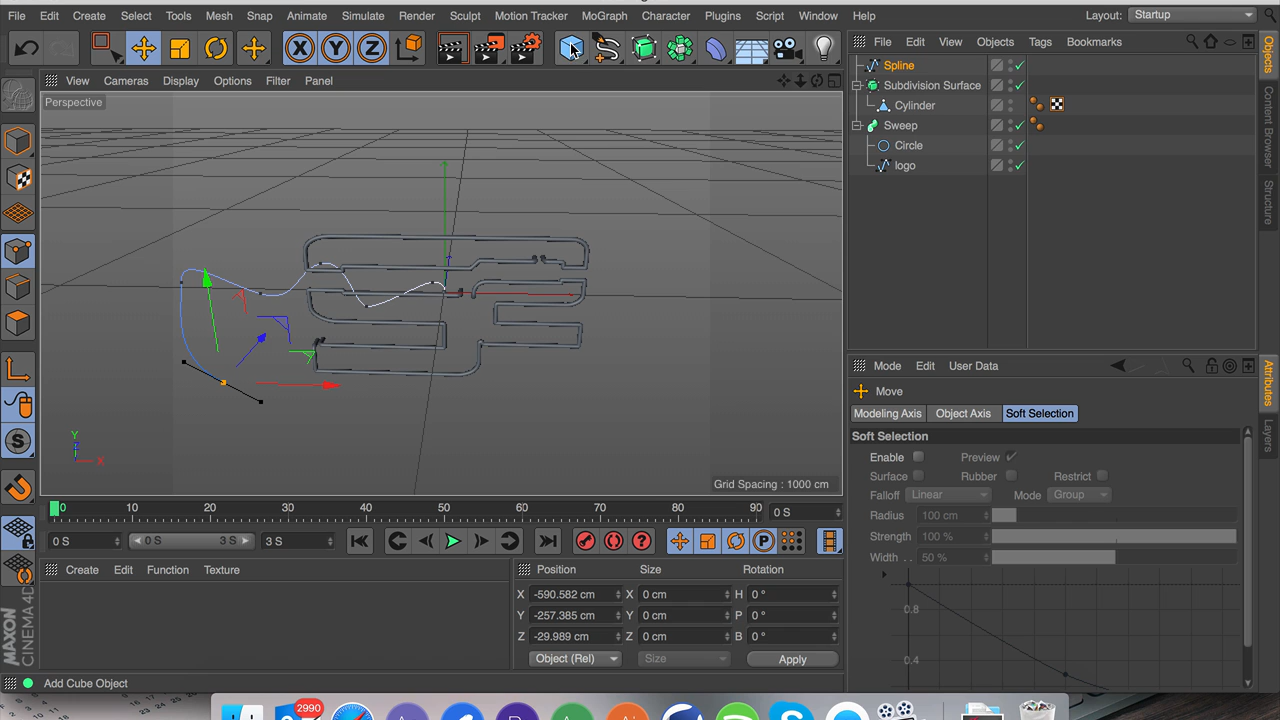 File Edit Create Select Tools Mesh Snap Animate Simulate Render Sculpt Motion Tracker MoGraph Character Plugins Script Window Help Layout: Startup
X Y Z
File Edit View Objects Tags Bookmarks
View Cameras Display Options Filter Panel
Perspective
Spline
Subdivision Surface
Cylinder
Sweep
Circle
logo
Objects
Content Browser
Structure
Y
X
Grid Spacing : 1000 cm
Mode Edit User Data
Move
Modeling Axis Object Axis Soft Selection
Soft Selection
Enable Preview
Surface Rubber Restrict
Falloff Linear Mode Group
Radius 100 cm
Strength 100 %
Width 50 %
0.8
0.4
Attributes
Layers
S
0 10 20 30 40 50 60 70 80 90 0 S
0 S 0 S 3 S 3 S
P
Create Edit Function Texture
Position Size Rotation
X -590.582 cm X 0 cm H 0 °
Y -257.385 cm Y 0 cm P 0 °
Z -29.989 cm Z 0 cm B 0 °
Object (Rel) Size Apply
MAXON
CINEMA 4D
Add Cube Object
2990